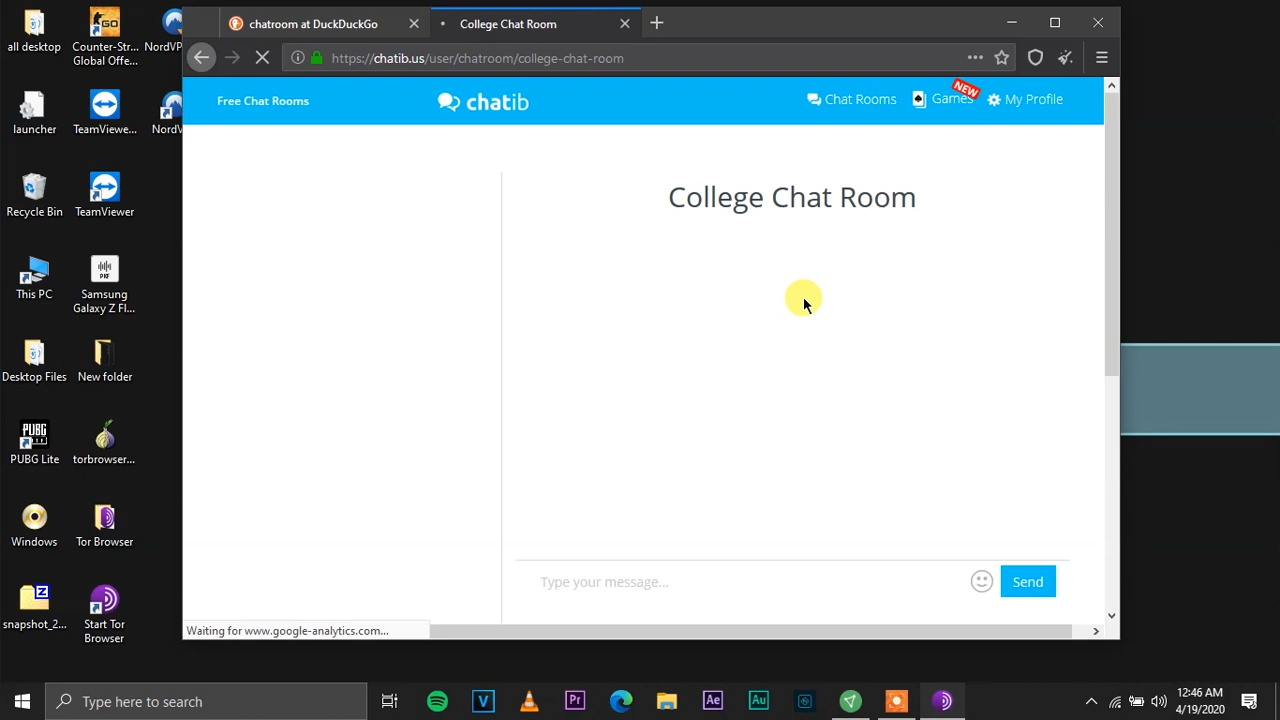 chatroom at DuckDuckGo
College Chat Room
https://chatib.us/user/chatroom/college-chat-room
Free Chat Rooms
chatib
Chat Rooms
Games
NEW
My Profile
College Chat Room
Type your message...
Send
Waiting for www.google-analytics.com...
all desktop
Counter-Str...
Global Offe...
NordVP
launcher
TeamViewe...
NordV
Recycle Bin
TeamViewer
This PC
Samsung
Galaxy Z Fl...
Desktop Files
New folder
PUBG Lite
torbrowser...
Windows
Tor Browser
snapshot_2...
Start Tor
Browser
Type here to search
12:46 AM
4/19/2020